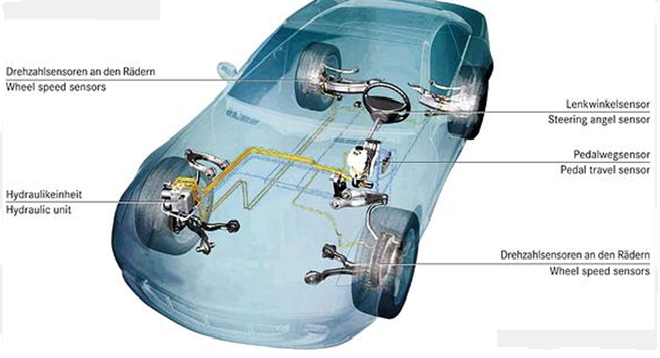 Drehzahlsensoren an den Rädern
Wheel speed sensors
Lenkwinkelsensor
Steering angel sensor
Pedalwegsensor
Pedal travel sensor
Hydraulikeinheit
Hydraulic unit
Drehzahlsensoren an den Rädern
Wheel speed sensors